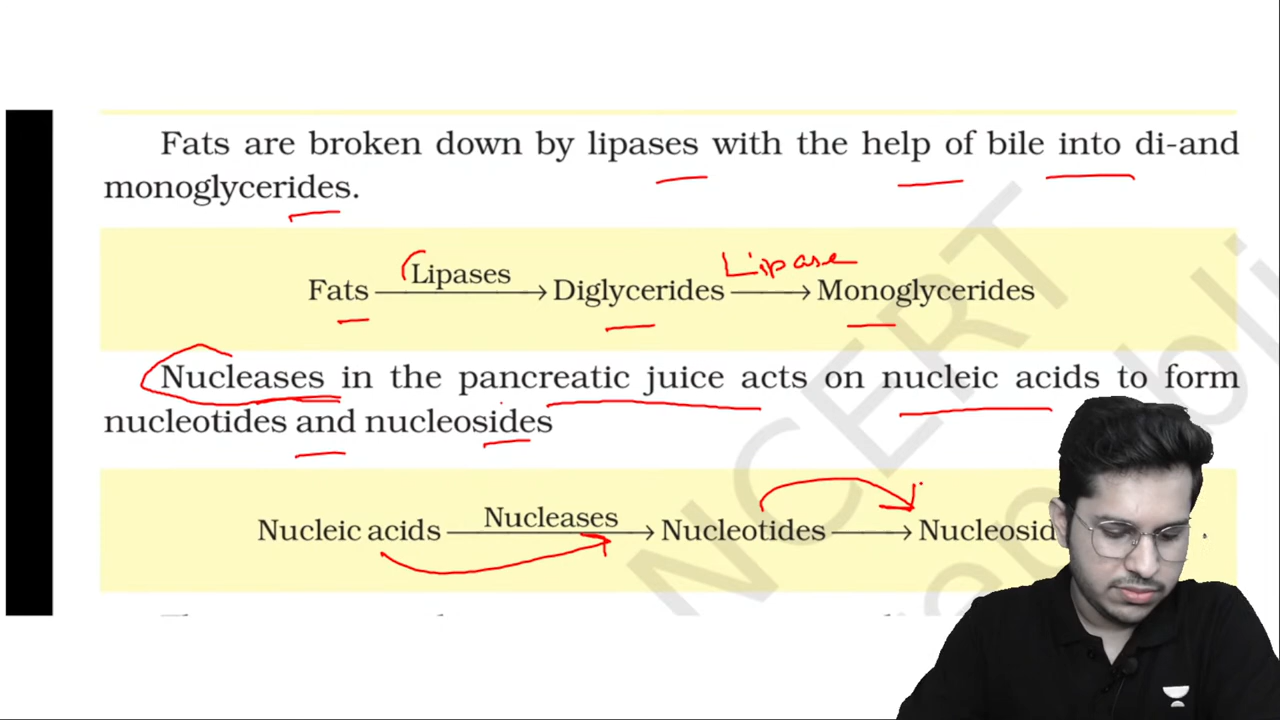 Fats are broken down by lipases with the help of bile into di-and
monoglycerides.
Lipase
Fats Lipases Diglycerides Monoglycerides
Nucleases in the pancreatic juice acts on nucleic acids to form
nucleotides and nucleosides
Nucleic acids Nucleases Nucleotides Nucleosid
NCERT